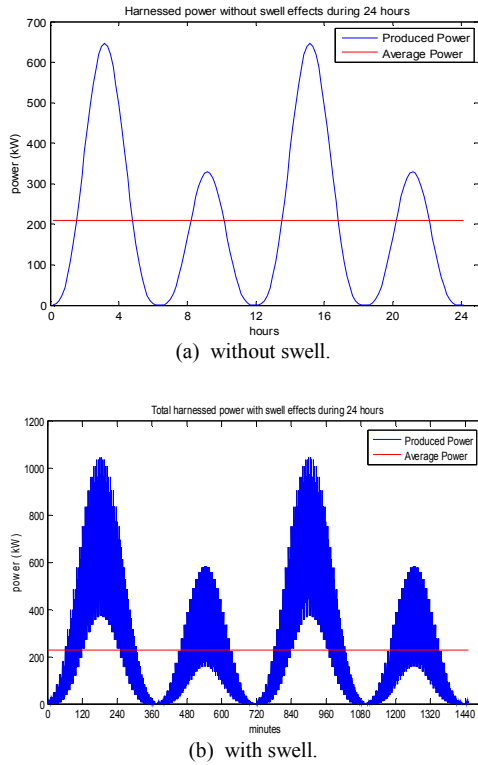 Harnessed power without swell effects during 24 hours
700
600
500
400
300
200
100
0
power (kW)
Produced Power
Average Power
0 4 8 12 16 20 24
hours
(a) without swell.
Total harnessed power with swell effects during 24 hours
1200
1000
800
600
400
200
0
power (kW)
Produced Power
Average Power
0 120 240 360 480 600 720 840 960 1080 1200 1320 1440
minutes
(b) with swell.